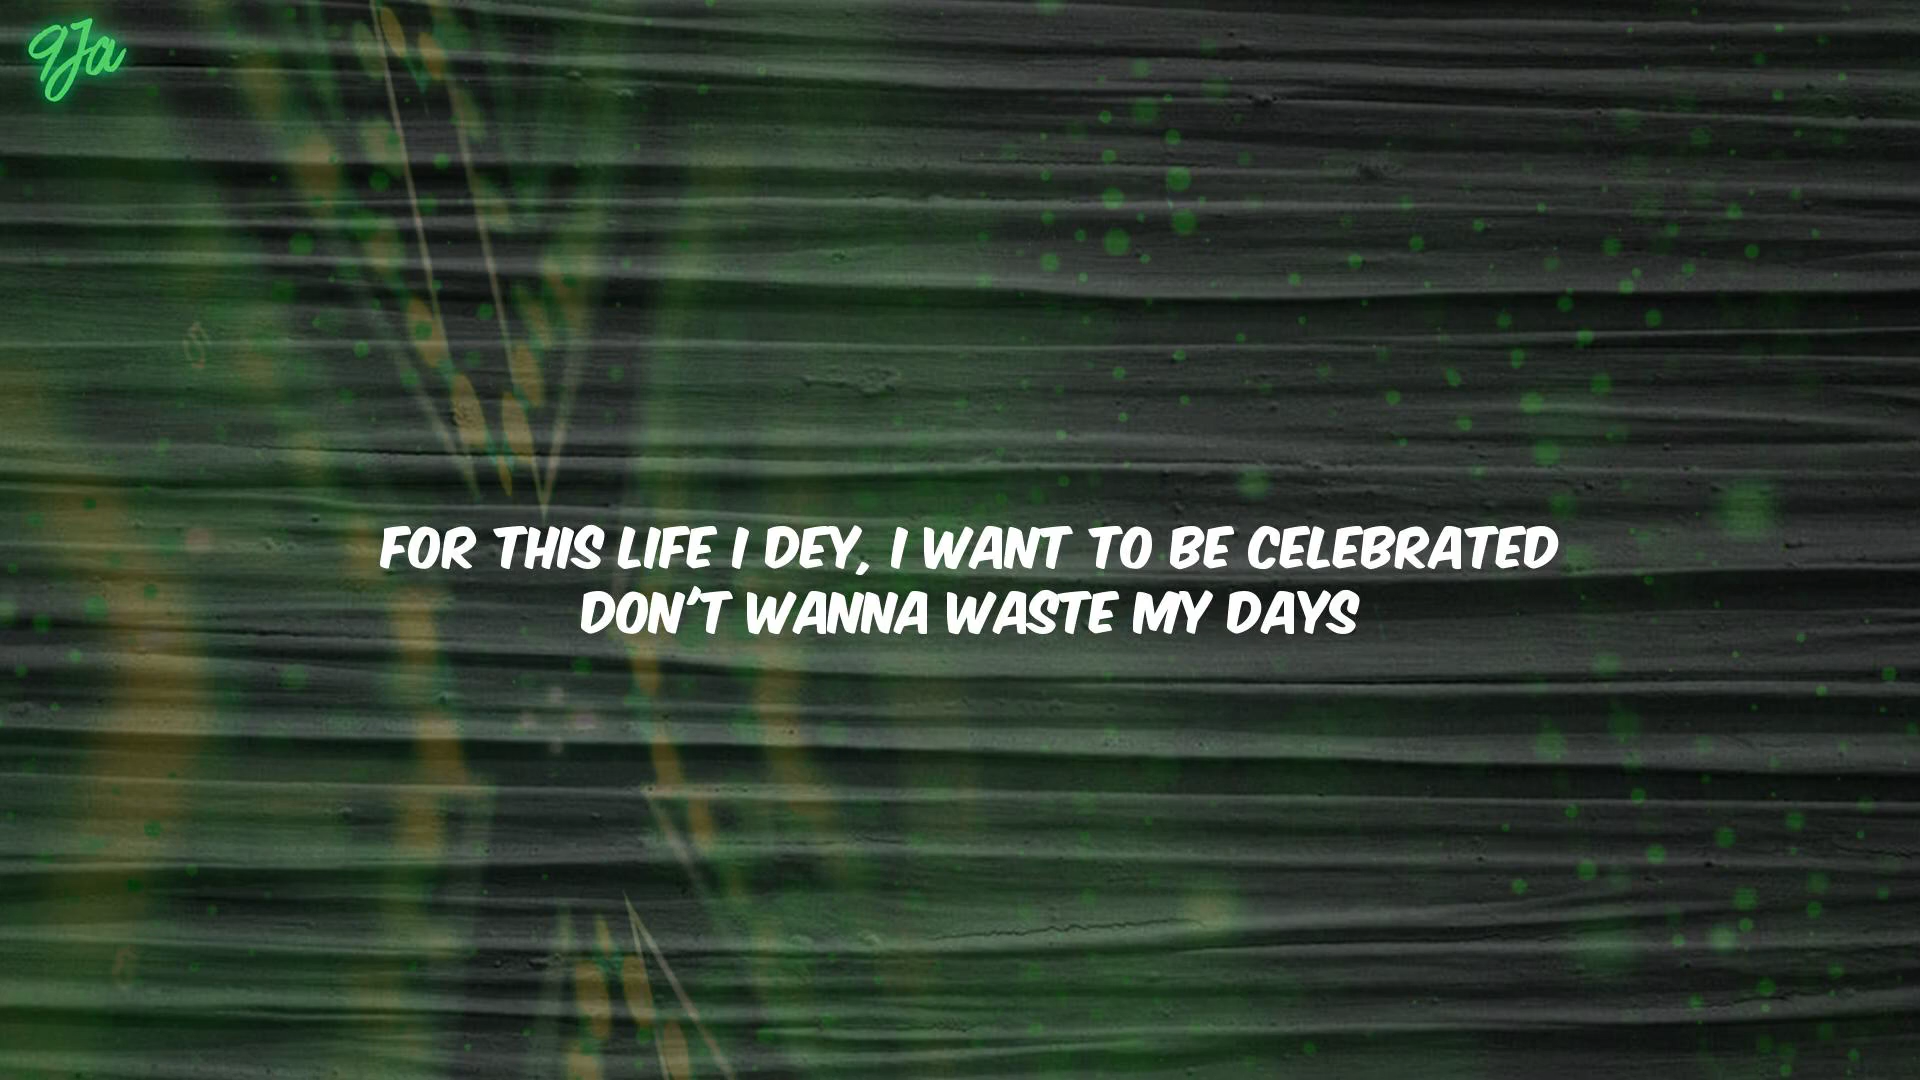 9Ja
FOR THIS LIFE I DEY, I WANT TO BE CELEBRATED
DON'T WANNA WASTE MY DAYS